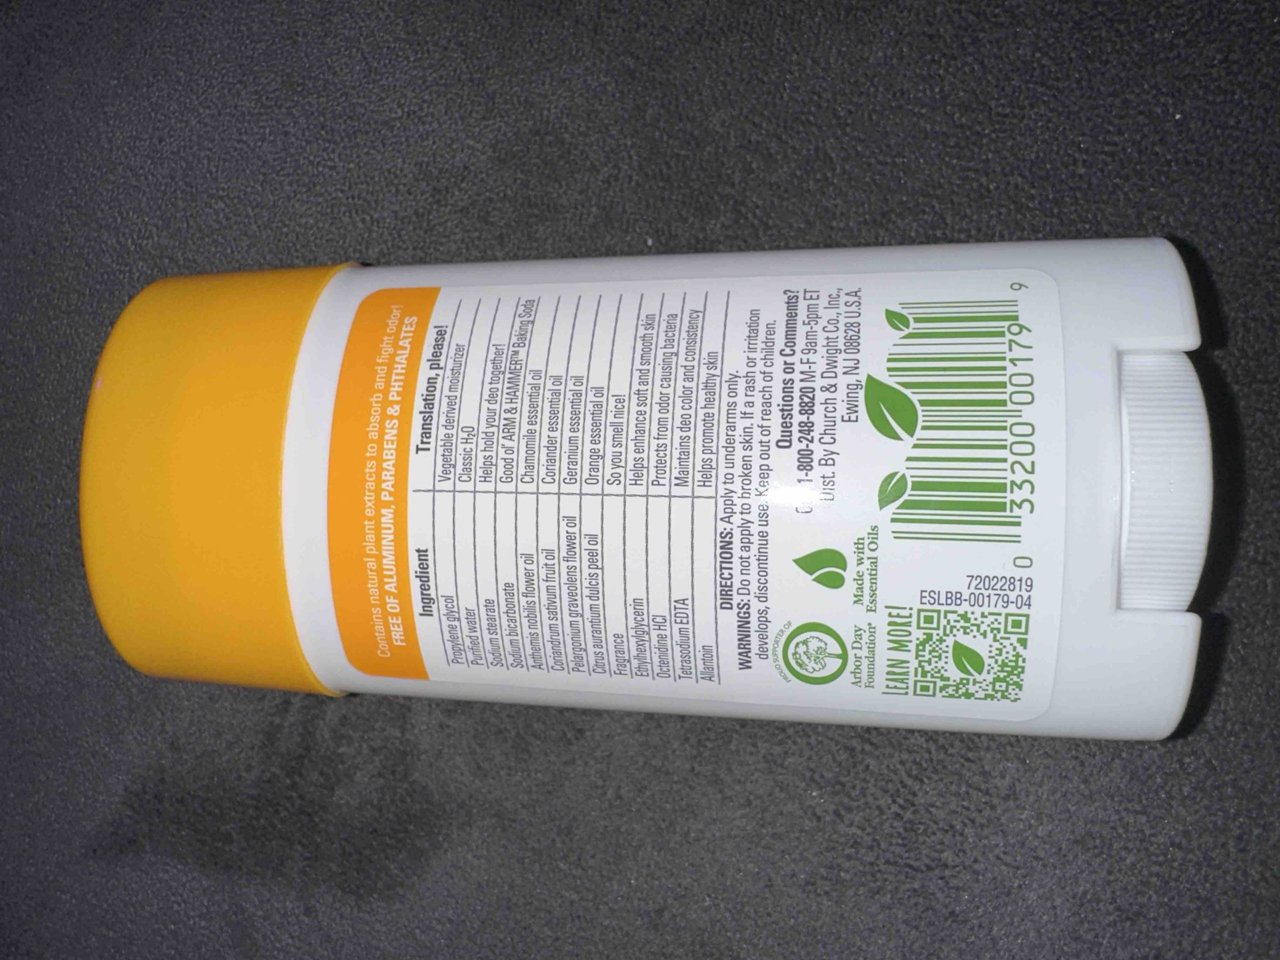 Contains natural plant extracts to absorb and fight odor!
FREE OF ALUMINUM, PARABENS & PHTHALATES
Ingredient Translation, please!
Propylene glycol Vegetable derived moisturizer
Purified water Classic H₂O
Sodium stearate Helps hold your deo together!
Sodium bicarbonate Good ol' ARM & HAMMER™ Baking Soda
Anthemis nobilis flower oil Chamomile essential oil
Coriandrum sativum fruit oil Coriander essential oil
Pelargonium graveolens flower oil Geranium essential oil
Citrus aurantium dulcis peel oil Orange essential oil
Fragrance So you smell nice!
Ethylhexylglycerin Helps enhance soft and smooth skin
Octenidine HCl Protects from odor causing bacteria
Tetrasodium EDTA Maintains deo color and consistency
Allantoin Helps promote healthy skin
DIRECTIONS: Apply to underarms only.
WARNINGS: Do not apply to broken skin. If a rash or irritation
develops, discontinue use. Keep out of reach of children.
PROUD SUPPORTER OF
Arbor Day
Foundation®
Made with
Essential Oils
Questions or Comments?
1-800-248-8820 M-F 9am-5pm ET
Dist. By Church & Dwight Co., Inc.,
Ewing, NJ 08628 U.S.A.
LEARN MORE!
72022819
ESLBB-00179-04
0 33200 00179 9